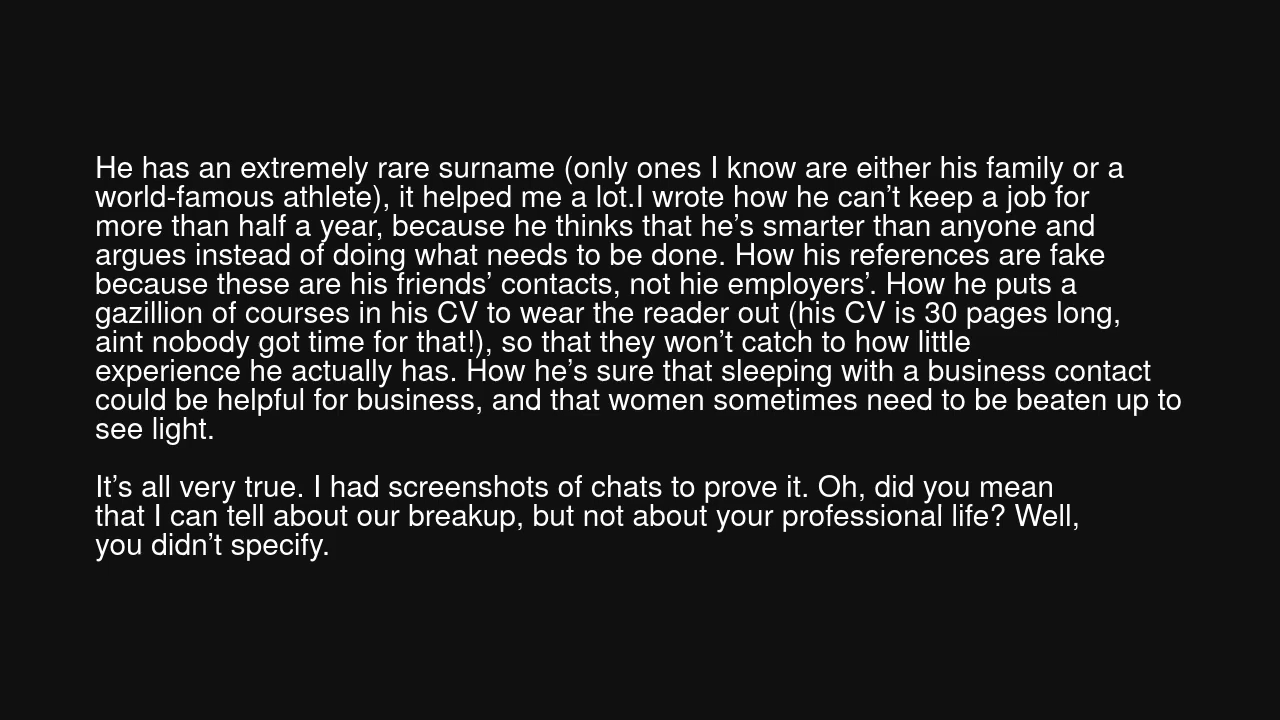 He has an extremely rare surname (only ones I know are either his family or a
world-famous athlete), it helped me a lot.I wrote how he can’t keep a job for
more than half a year, because he thinks that he’s smarter than anyone and
argues instead of doing what needs to be done. How his references are fake
because these are his friends’ contacts, not hie employers’. How he puts a
gazillion of courses in his CV to wear the reader out (his CV is 30 pages long,
aint nobody got time for that!), so that they won’t catch to how little
experience he actually has. How he’s sure that sleeping with a business contact
could be helpful for business, and that women sometimes need to be beaten up to
see light.
It’s all very true. I had screenshots of chats to prove it. Oh, did you mean
that I can tell about our breakup, but not about your professional life? Well,
you didn’t specify.